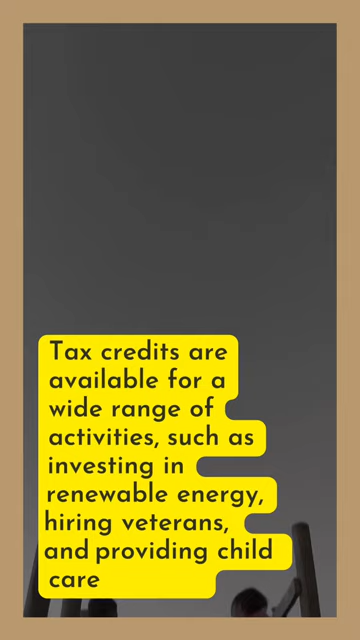 Tax credits are
available for a
wide range of
activities, such as
investing in
renewable energy,
hiring veterans,
and providing child
care